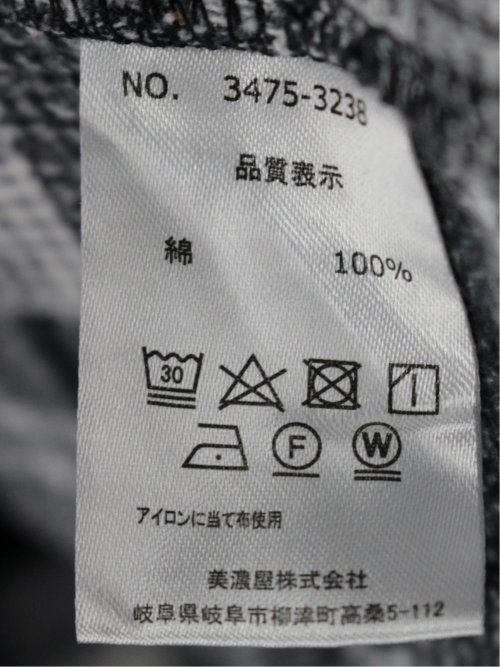 NO. 3475-3238
品質表示
綿 100%
30
F W
アイロンに当て布使用
美濃屋株式会社
岐阜県岐阜市柳津町高桑5-112